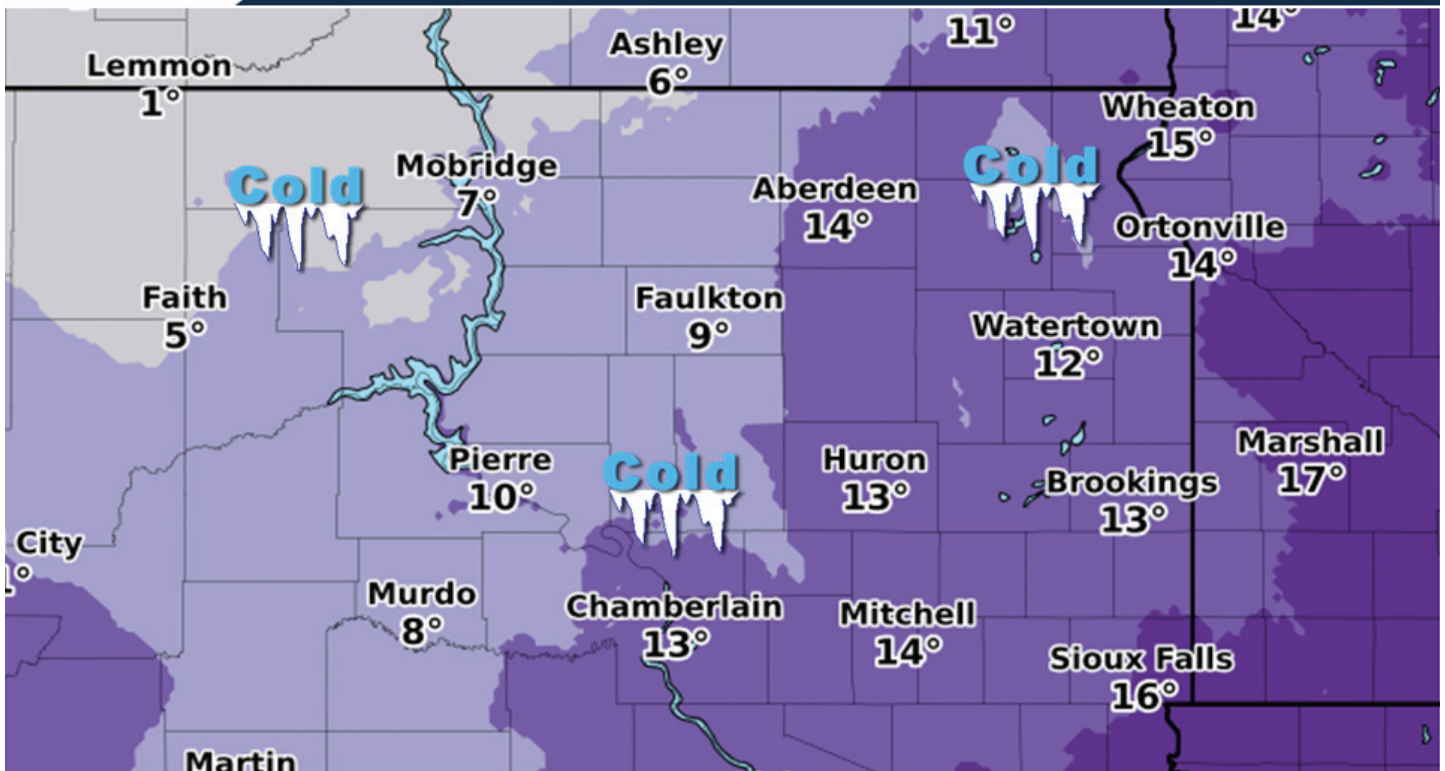 11°
14°
Ashley
6°
Lemmon
1°
Wheaton
15°
Cold
Mobridge
7°
Cold
Aberdeen
14°
Ortonville
14°
Faith
5°
Faulkton
9°
Watertown
12°
Pierre
10°
Cold
Huron
13°
Marshall
17°
Brookings
13°
City
Murdo
8°
Chamberlain
13°
Mitchell
14°
Sioux Falls
16°
Martin